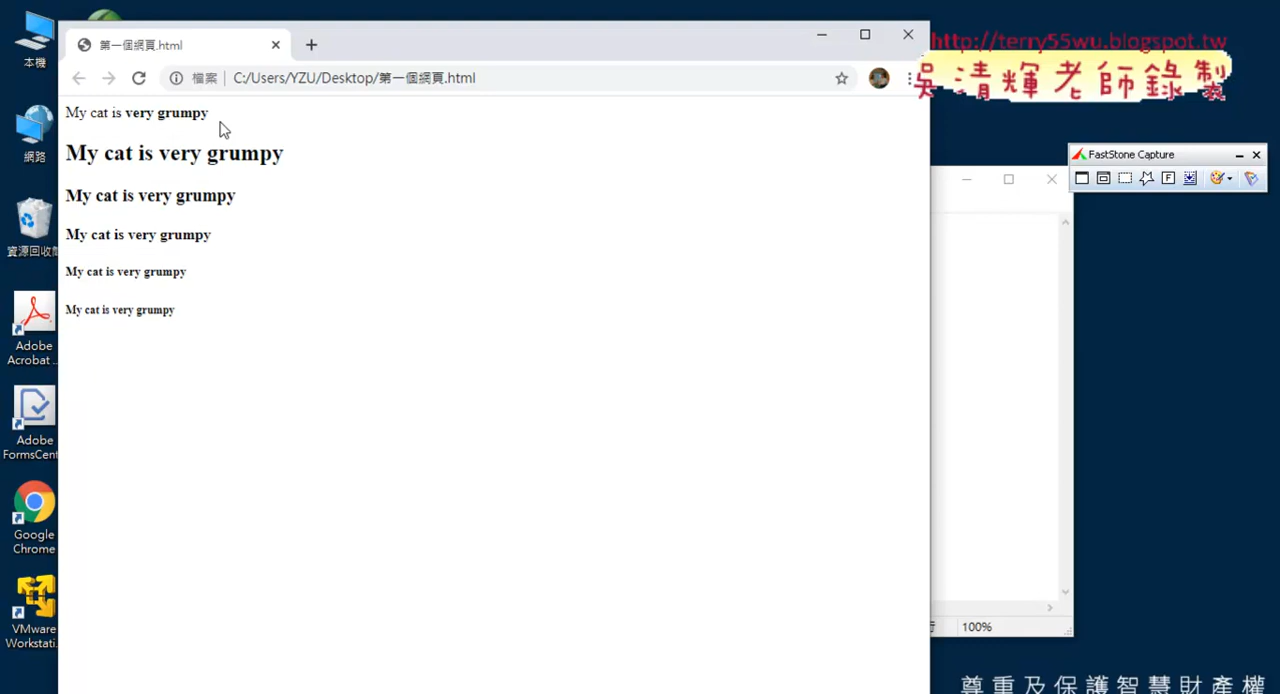 本機
網路
資源回收
Adobe
Acrobat ..
Adobe
FormsCent
Google
Chrome
VMware
Workstati.
第一個網頁.html
檔案
C:/Users/YZU/Desktop/第一個網頁.html
My cat is very grumpy
My cat is very grumpy
My cat is very grumpy
My cat is very grumpy
My cat is very grumpy
My cat is very grumpy
http://terry55wu.blogspot.tw
吳清輝老師錄製
FastStone Capture
100%
尊重及保護智慧財產權